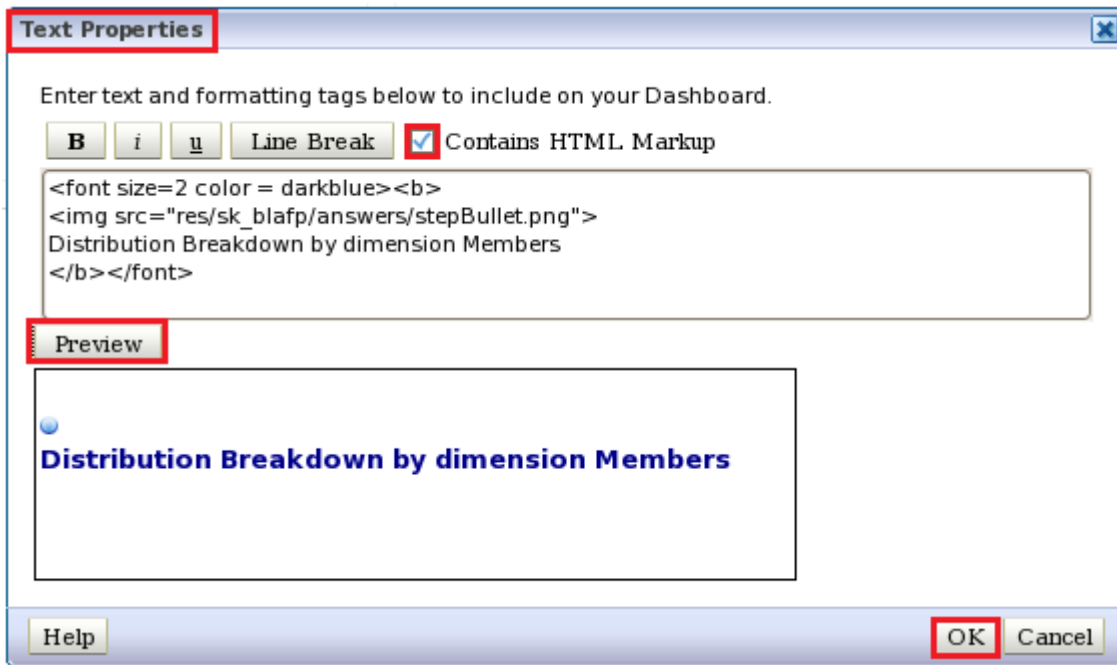 Text Properties
Enter text and formatting tags below to include on your Dashboard.
B i u Line Break Contains HTML Markup
<font size=2 color = darkblue><b>
<img src="res/sk_blafp/answers/stepBullet.png">
Distribution Breakdown by dimension Members
</b></font>
Preview
Distribution Breakdown by dimension Members
Help OK Cancel